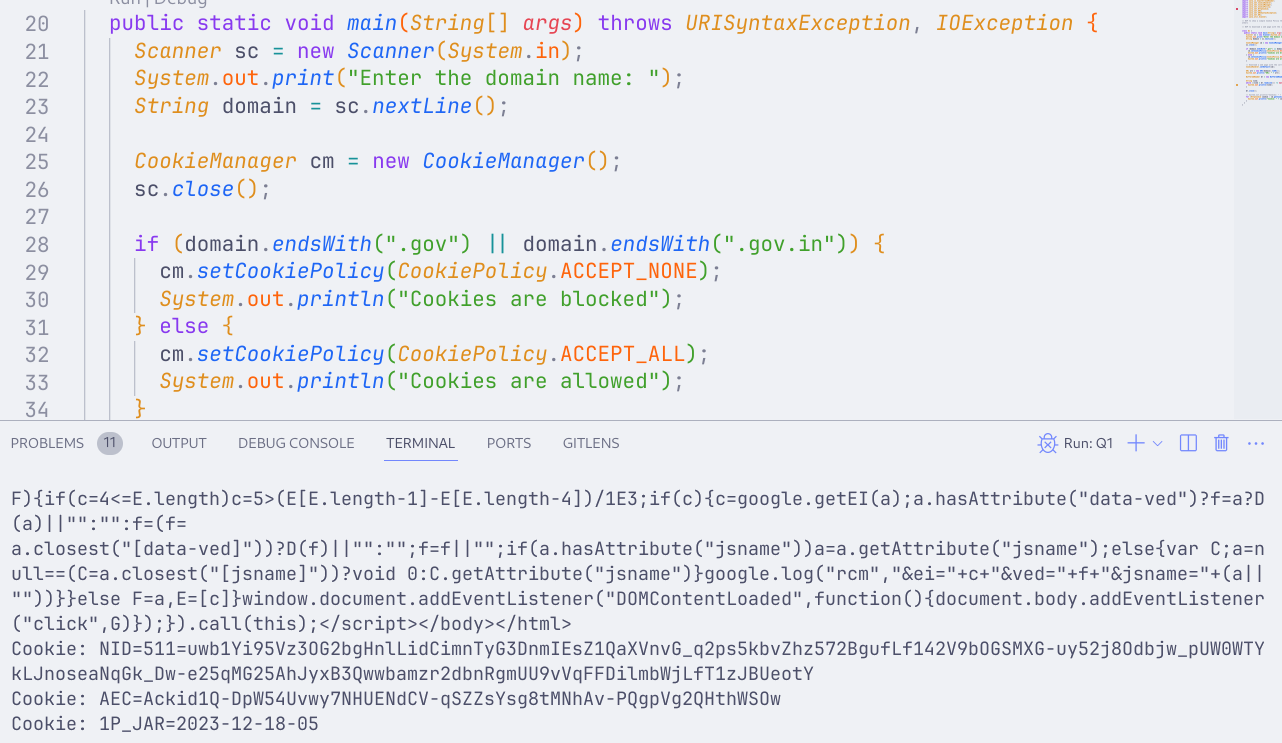 Run | Debug
20 public static void main(String[] args) throws URISyntaxException, IOException {
21 Scanner sc = new Scanner(System.in);
22 System.out.print("Enter the domain name: ");
23 String domain = sc.nextLine();
24
25 CookieManager cm = new CookieManager();
26 sc.close();
27
28 if (domain.endsWith(".gov") || domain.endsWith(".gov.in")) {
29 cm.setCookiePolicy(CookiePolicy.ACCEPT_NONE);
30 System.out.println("Cookies are blocked");
31 } else {
32 cm.setCookiePolicy(CookiePolicy.ACCEPT_ALL);
33 System.out.println("Cookies are allowed");
34 }
PROBLEMS 11 OUTPUT DEBUG CONSOLE TERMINAL PORTS GITLENS Run: Q1
F){if(c=4<=E.length)c=5>(E[E.length-1]-E[E.length-4])/1E3;if(c){c=google.getEI(a);a.hasAttribute("data-ved")?f=a?D
(a)||"":"":f=(f=
a.closest("[data-ved]"))?D(f)||"":"";f=f||"";if(a.hasAttribute("jsname"))a=a.getAttribute("jsname");else{var C;a=n
ull==(C=a.closest("[jsname]"))?void 0:C.getAttribute("jsname")}google.log("rcm","&ei="+c+"&ved="+f+"&jsname="+(a||
""))}}else F=a,E=[c]}window.document.addEventListener("DOMContentLoaded",function(){document.body.addEventListener
("click",G)});}).call(this);</script></body></html>
Cookie: NID=511=uwb1Yi95Vz3OG2bgHnlLidCimnTyG3DnmIEsZ1QaXVnvG_q2ps5kbvZhz572BgufLf142V9bOGSMXG-uy52j8Odbjw_pUW0WTY
kLJnoseaNqGk_Dw-e25qMG25AhJyxB3Qwwbamzr2dbnRgmUU9vVqFFDilmbWjLfT1zJBUeotY
Cookie: AEC=Ackid1Q-DpW54Uvwy7NHUENdCV-qSZZsYsg8tMNhAv-PQgpVg2QHthWSOw
Cookie: 1P_JAR=2023-12-18-05